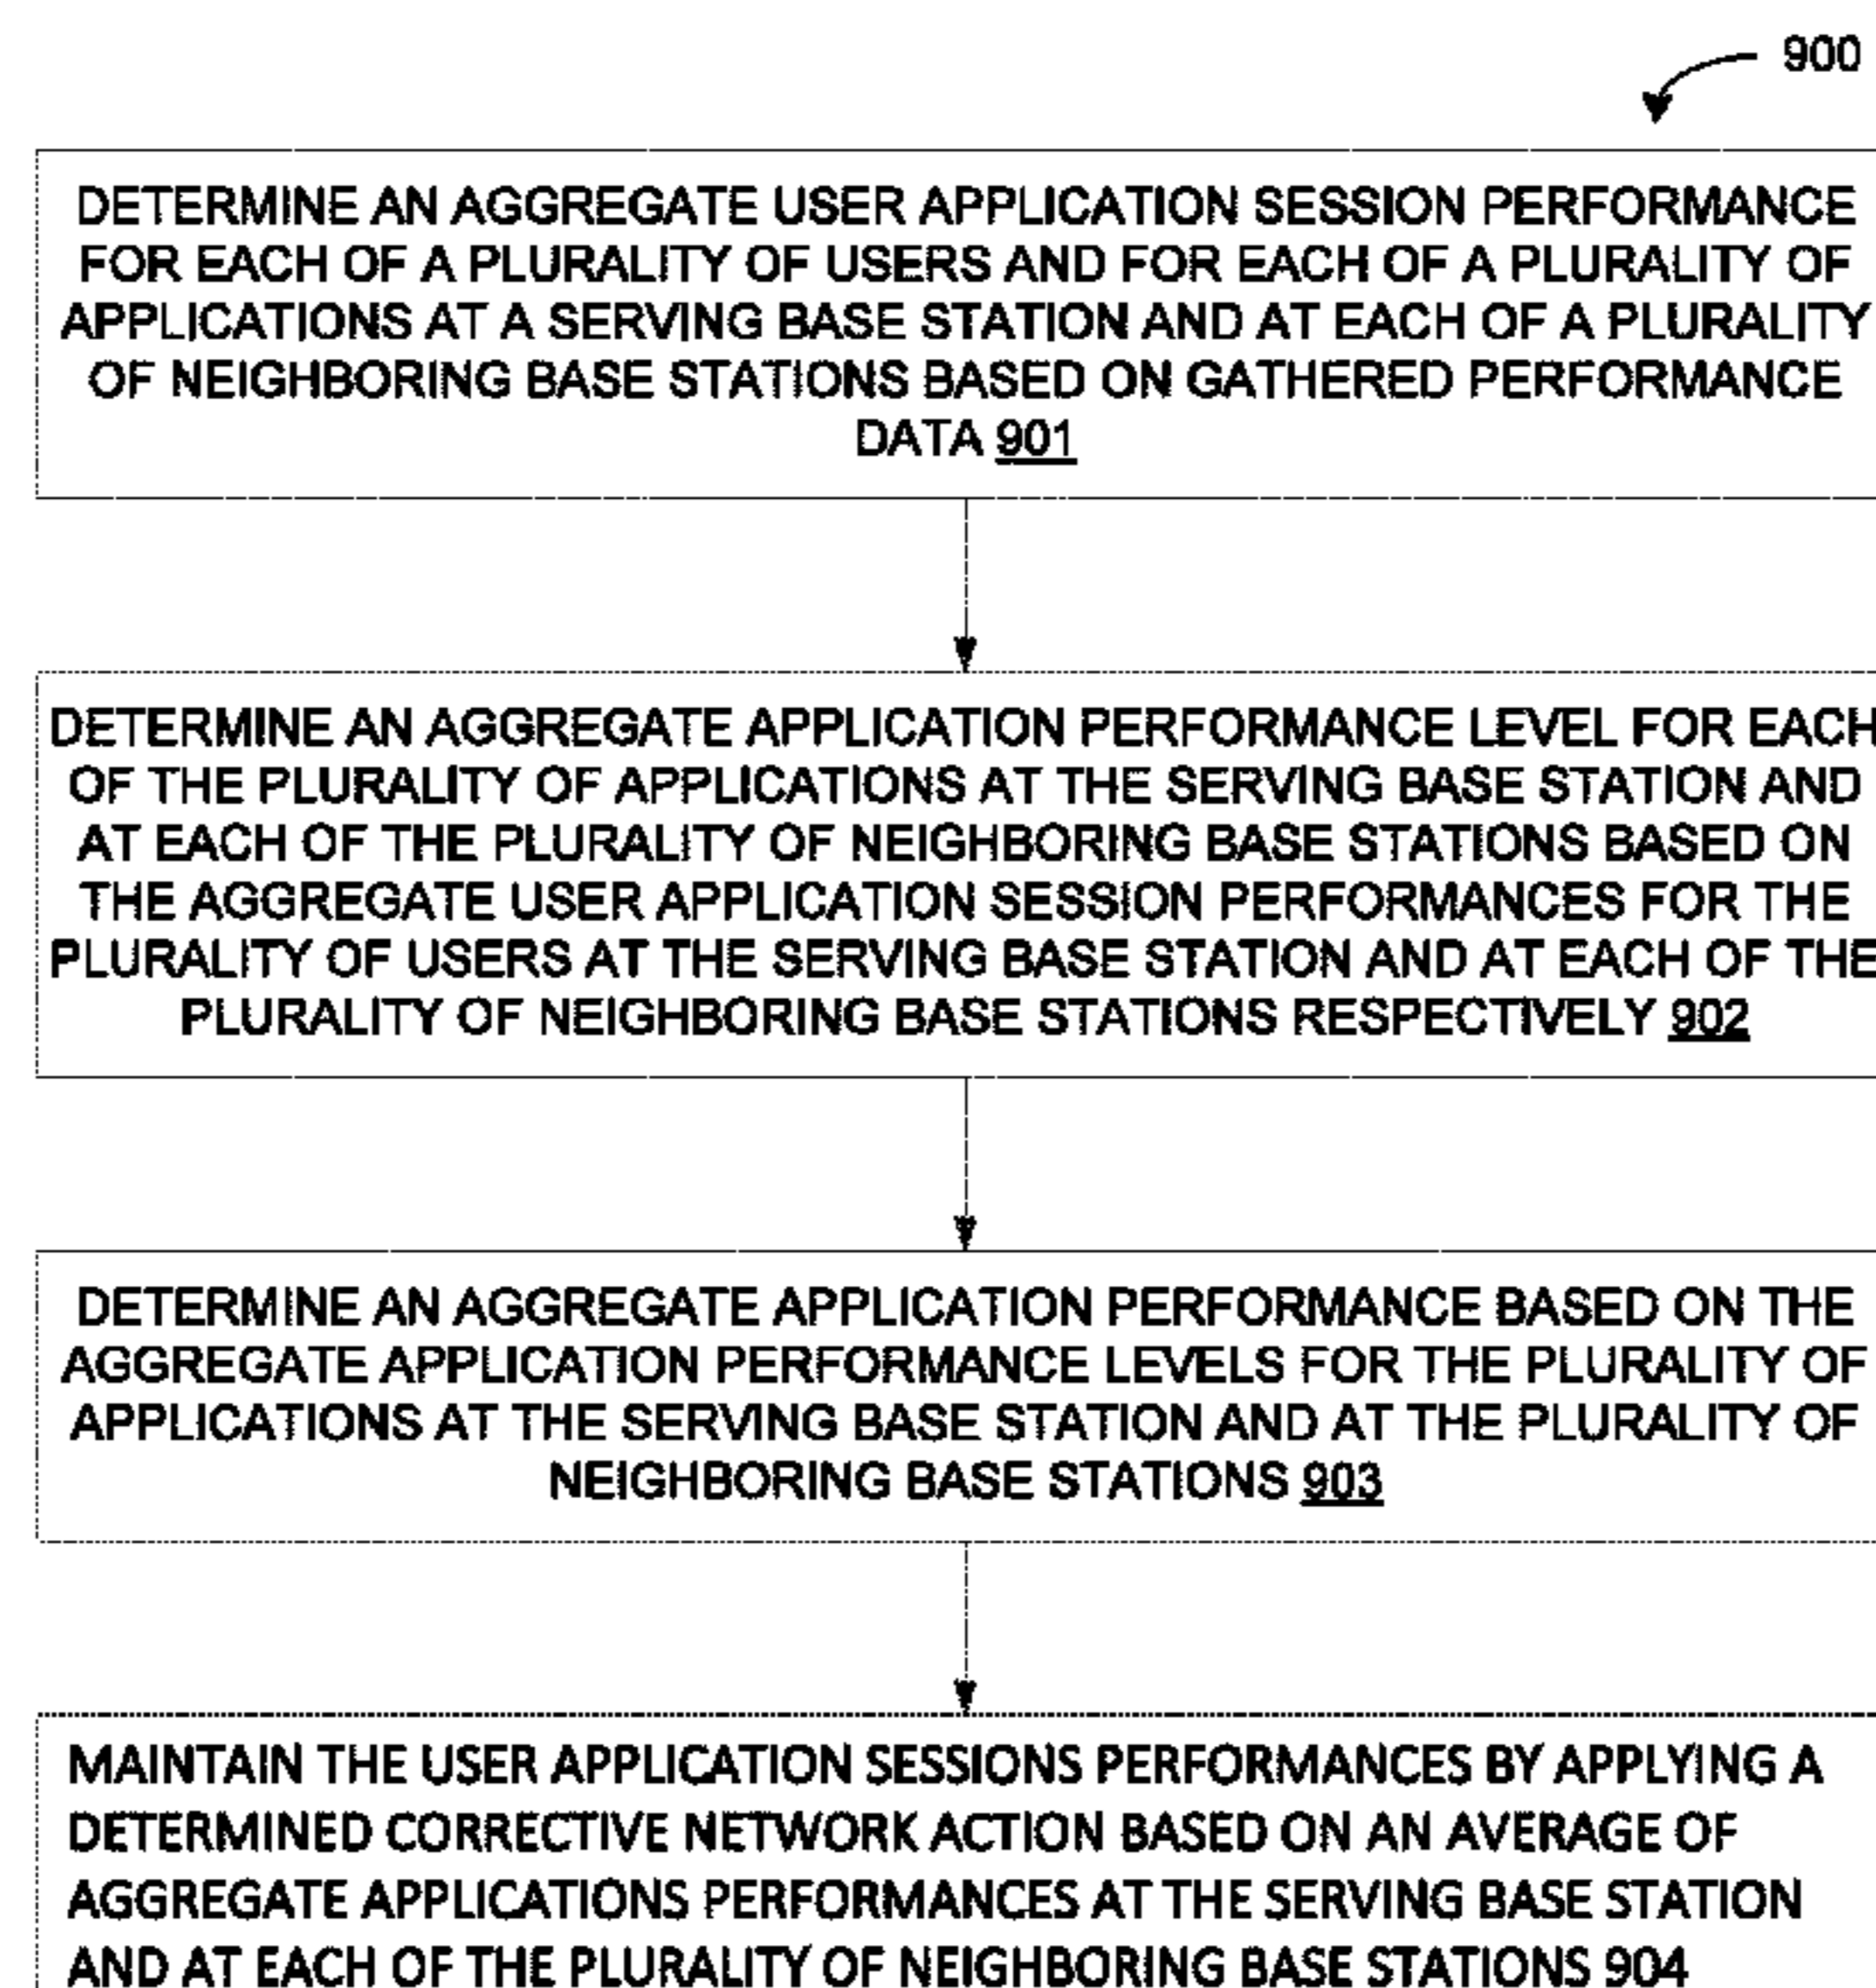 900
DETERMINE AN AGGREGATE USER APPLICATION SESSION PERFORMANCE
FOR EACH OF A PLURALITY OF USERS AND FOR EACH OF A PLURALITY OF
APPLICATIONS AT A SERVING BASE STATION AND AT EACH OF A PLURALITY
OF NEIGHBORING BASE STATIONS BASED ON GATHERED PERFORMANCE
DATA 901
DETERMINE AN AGGREGATE APPLICATION PERFORMANCE LEVEL FOR EACH
OF THE PLURALITY OF APPLICATIONS AT THE SERVING BASE STATION AND
AT EACH OF THE PLURALITY OF NEIGHBORING BASE STATIONS BASED ON
THE AGGREGATE USER APPLICATION SESSION PERFORMANCES FOR THE
PLURALITY OF USERS AT THE SERVING BASE STATION AND AT EACH OF THE
PLURALITY OF NEIGHBORING BASE STATIONS RESPECTIVELY 902
DETERMINE AN AGGREGATE APPLICATION PERFORMANCE BASED ON THE
AGGREGATE APPLICATION PERFORMANCE LEVELS FOR THE PLURALITY OF
APPLICATIONS AT THE SERVING BASE STATION AND AT THE PLURALITY OF
NEIGHBORING BASE STATIONS 903
MAINTAIN THE USER APPLICATION SESSIONS PERFORMANCES BY APPLYING A
DETERMINED CORRECTIVE NETWORK ACTION BASED ON AN AVERAGE OF
AGGREGATE APPLICATIONS PERFORMANCES AT THE SERVING BASE STATION
AND AT EACH OF THE PLURALITY OF NEIGHBORING BASE STATIONS 904